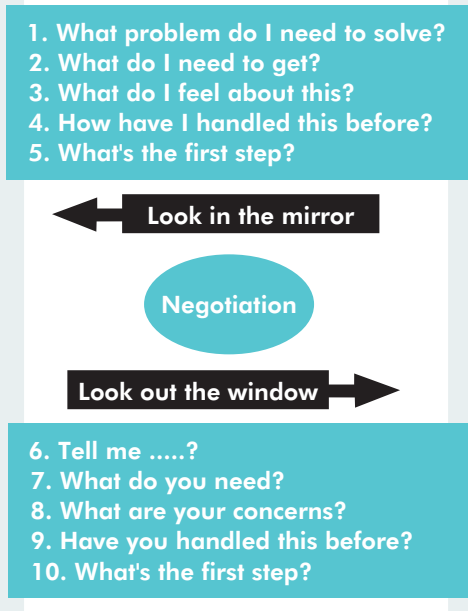 1. What problem do I need to solve?
2. What do I need to get?
3. What do I feel about this?
4. How have I handled this before?
5. What's the first step?
Look in the mirror
Negotiation
Look out the window
6. Tell me .....?
7. What do you need?
8. What are your concerns?
9. Have you handled this before?
10. What's the first step?